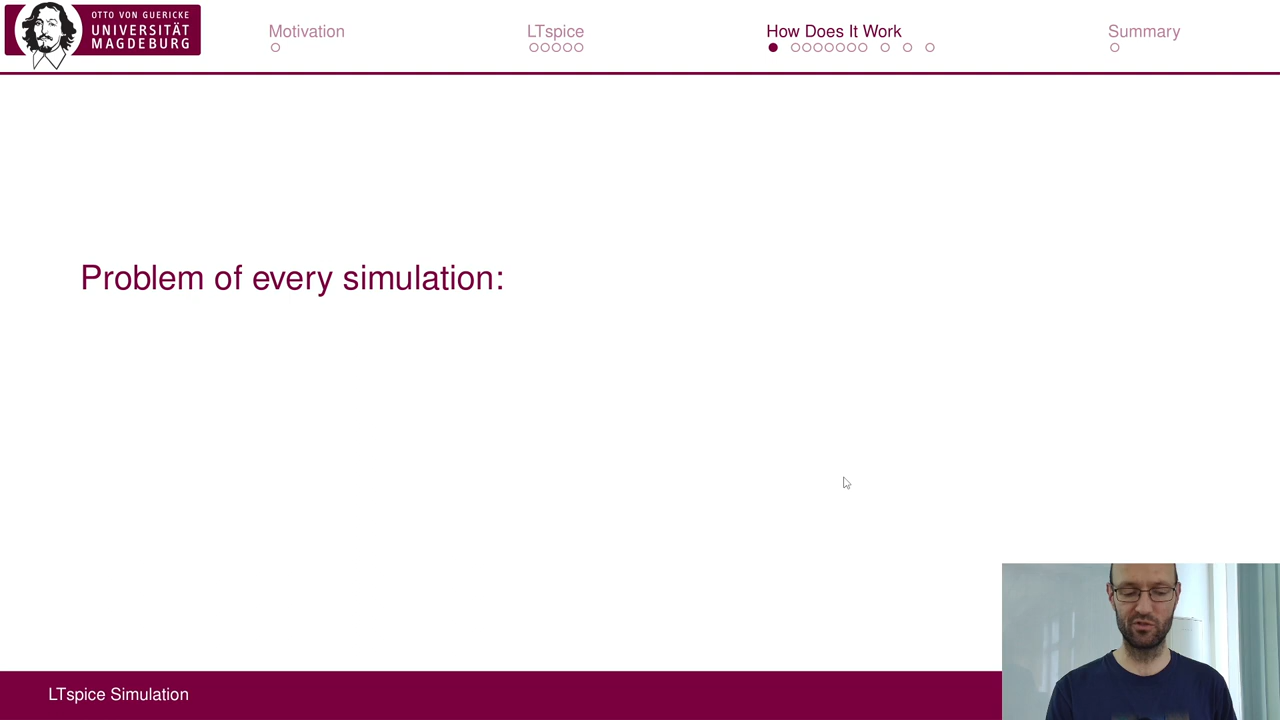 OTTO VON GUERICKE
UNIVERSITÄT
MAGDEBURG
Motivation
LTspice
How Does It Work
Summary
Problem of every simulation:
LTspice Simulation